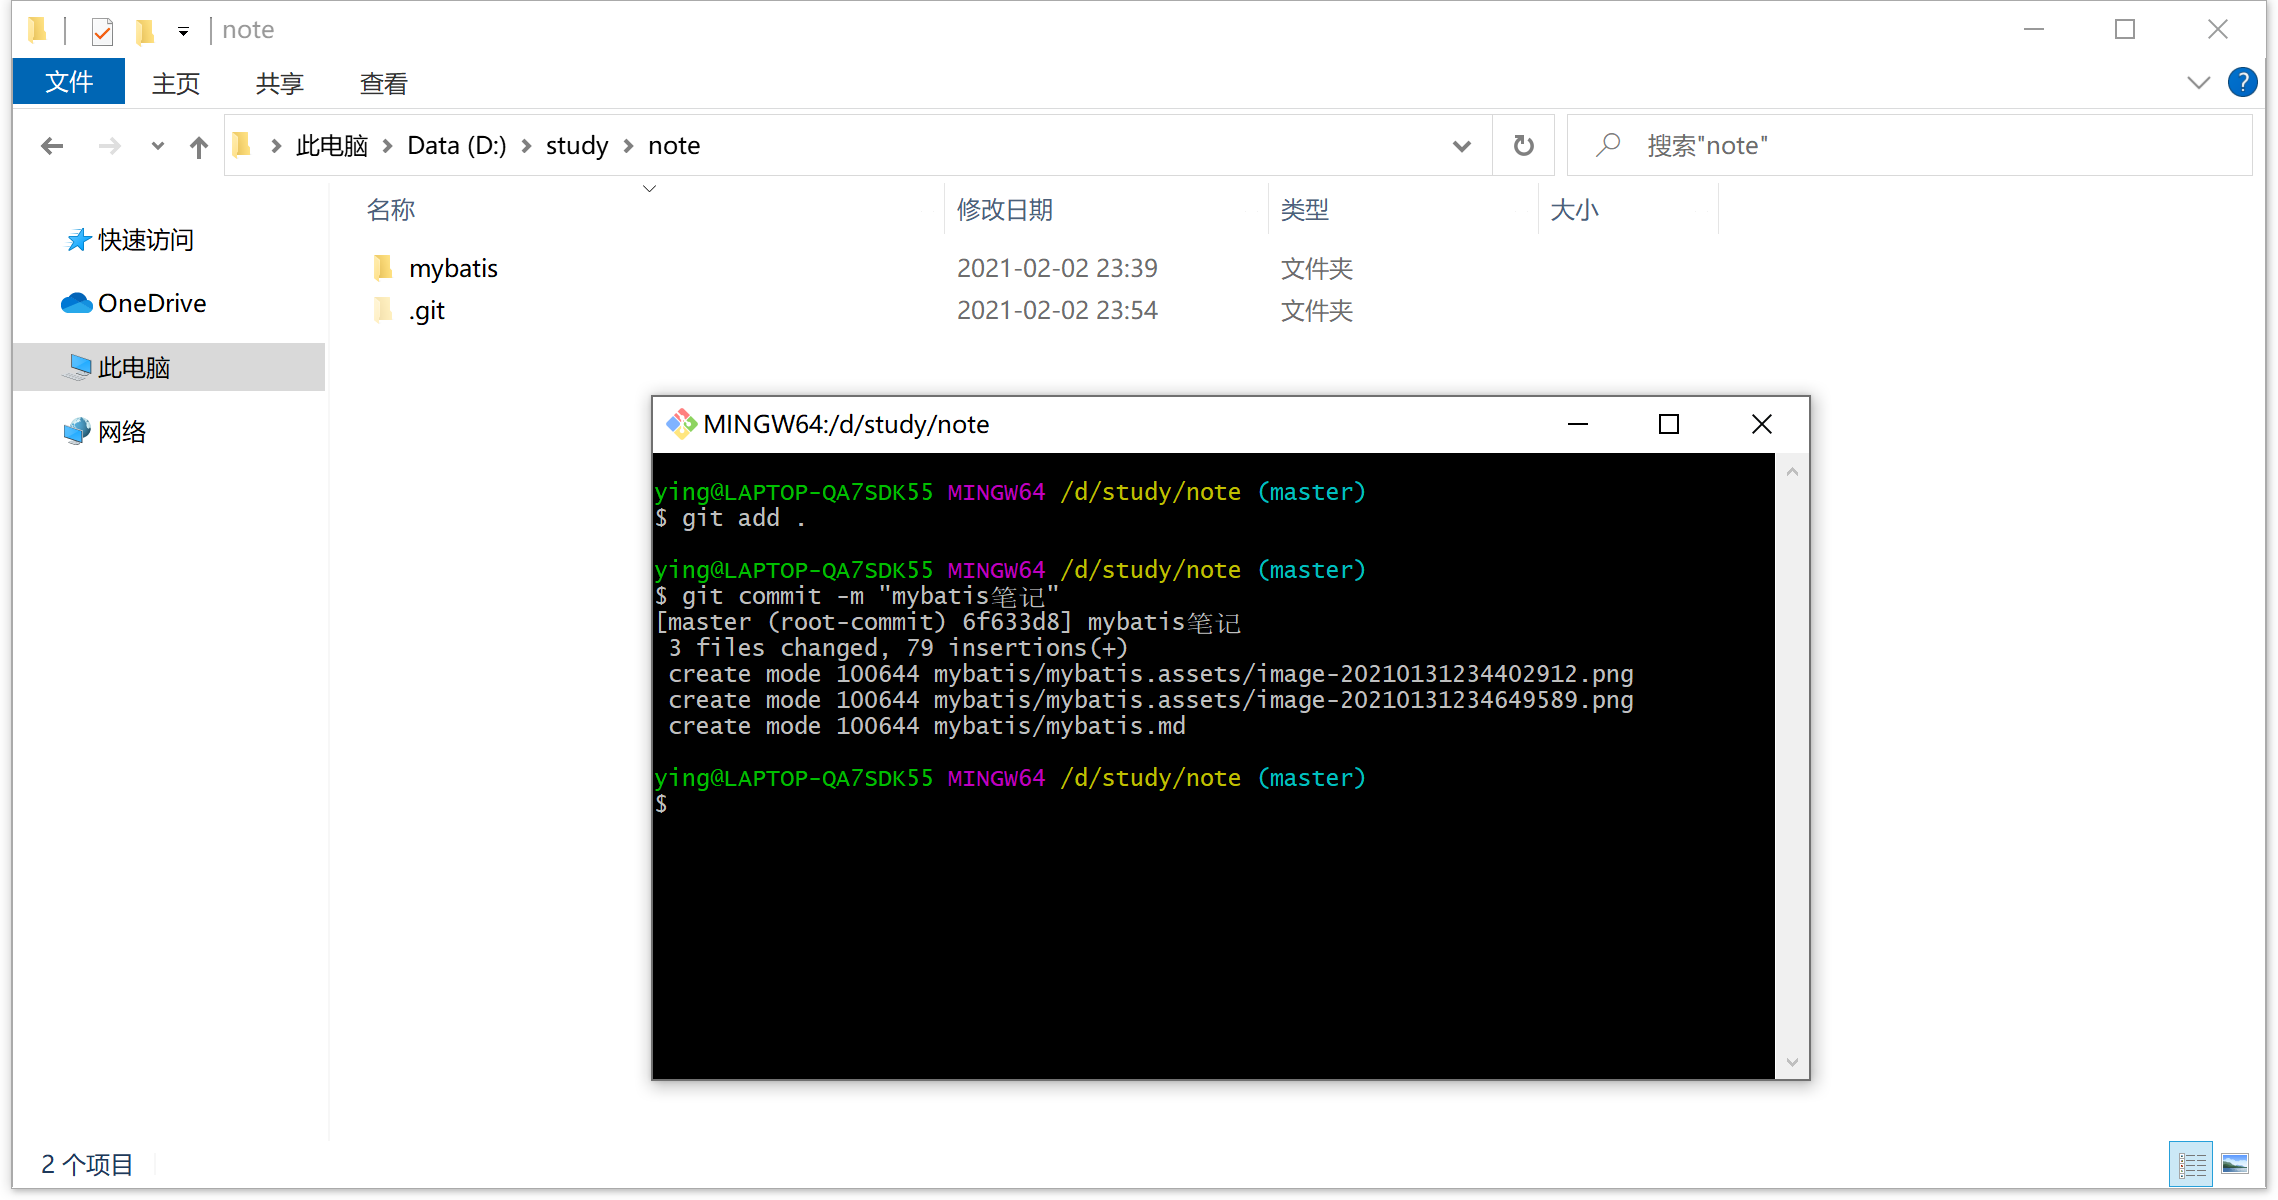 note
文件 主页 共享 查看
此电脑 Data (D:) study note 搜索"note"
名称 修改日期 类型 大小
快速访问
OneDrive
此电脑
网络
mybatis 2021-02-02 23:39 文件夹
.git 2021-02-02 23:54 文件夹
MINGW64:/d/study/note
ying@LAPTOP-QA7SDK55 MINGW64 /d/study/note (master)
$ git add .
ying@LAPTOP-QA7SDK55 MINGW64 /d/study/note (master)
$ git commit -m "mybatis笔记"
[master (root-commit) 6f633d8] mybatis笔记
3 files changed, 79 insertions(+)
create mode 100644 mybatis/mybatis.assets/image-20210131234402912.png
create mode 100644 mybatis/mybatis.assets/image-20210131234649589.png
create mode 100644 mybatis/mybatis.md
ying@LAPTOP-QA7SDK55 MINGW64 /d/study/note (master)
$
2 个项目